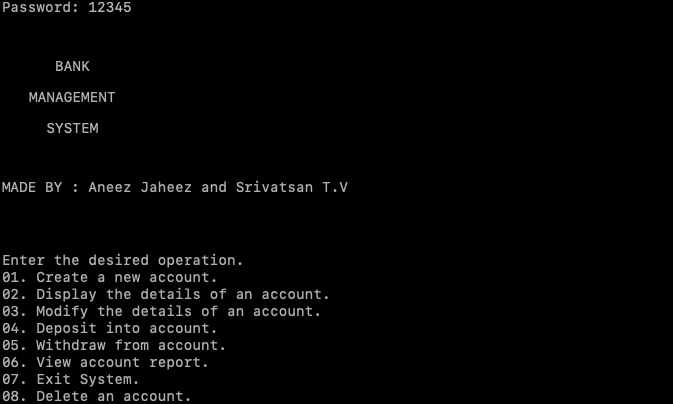 Password: 12345
BANK
MANAGEMENT
SYSTEM
MADE BY : Aneez Jaheez and Srivatsan T.V
Enter the desired operation.
01. Create a new account.
02. Display the details of an account.
03. Modify the details of an account.
04. Deposit into account.
05. Withdraw from account.
06. View account report.
07. Exit System.
08. Delete an account.